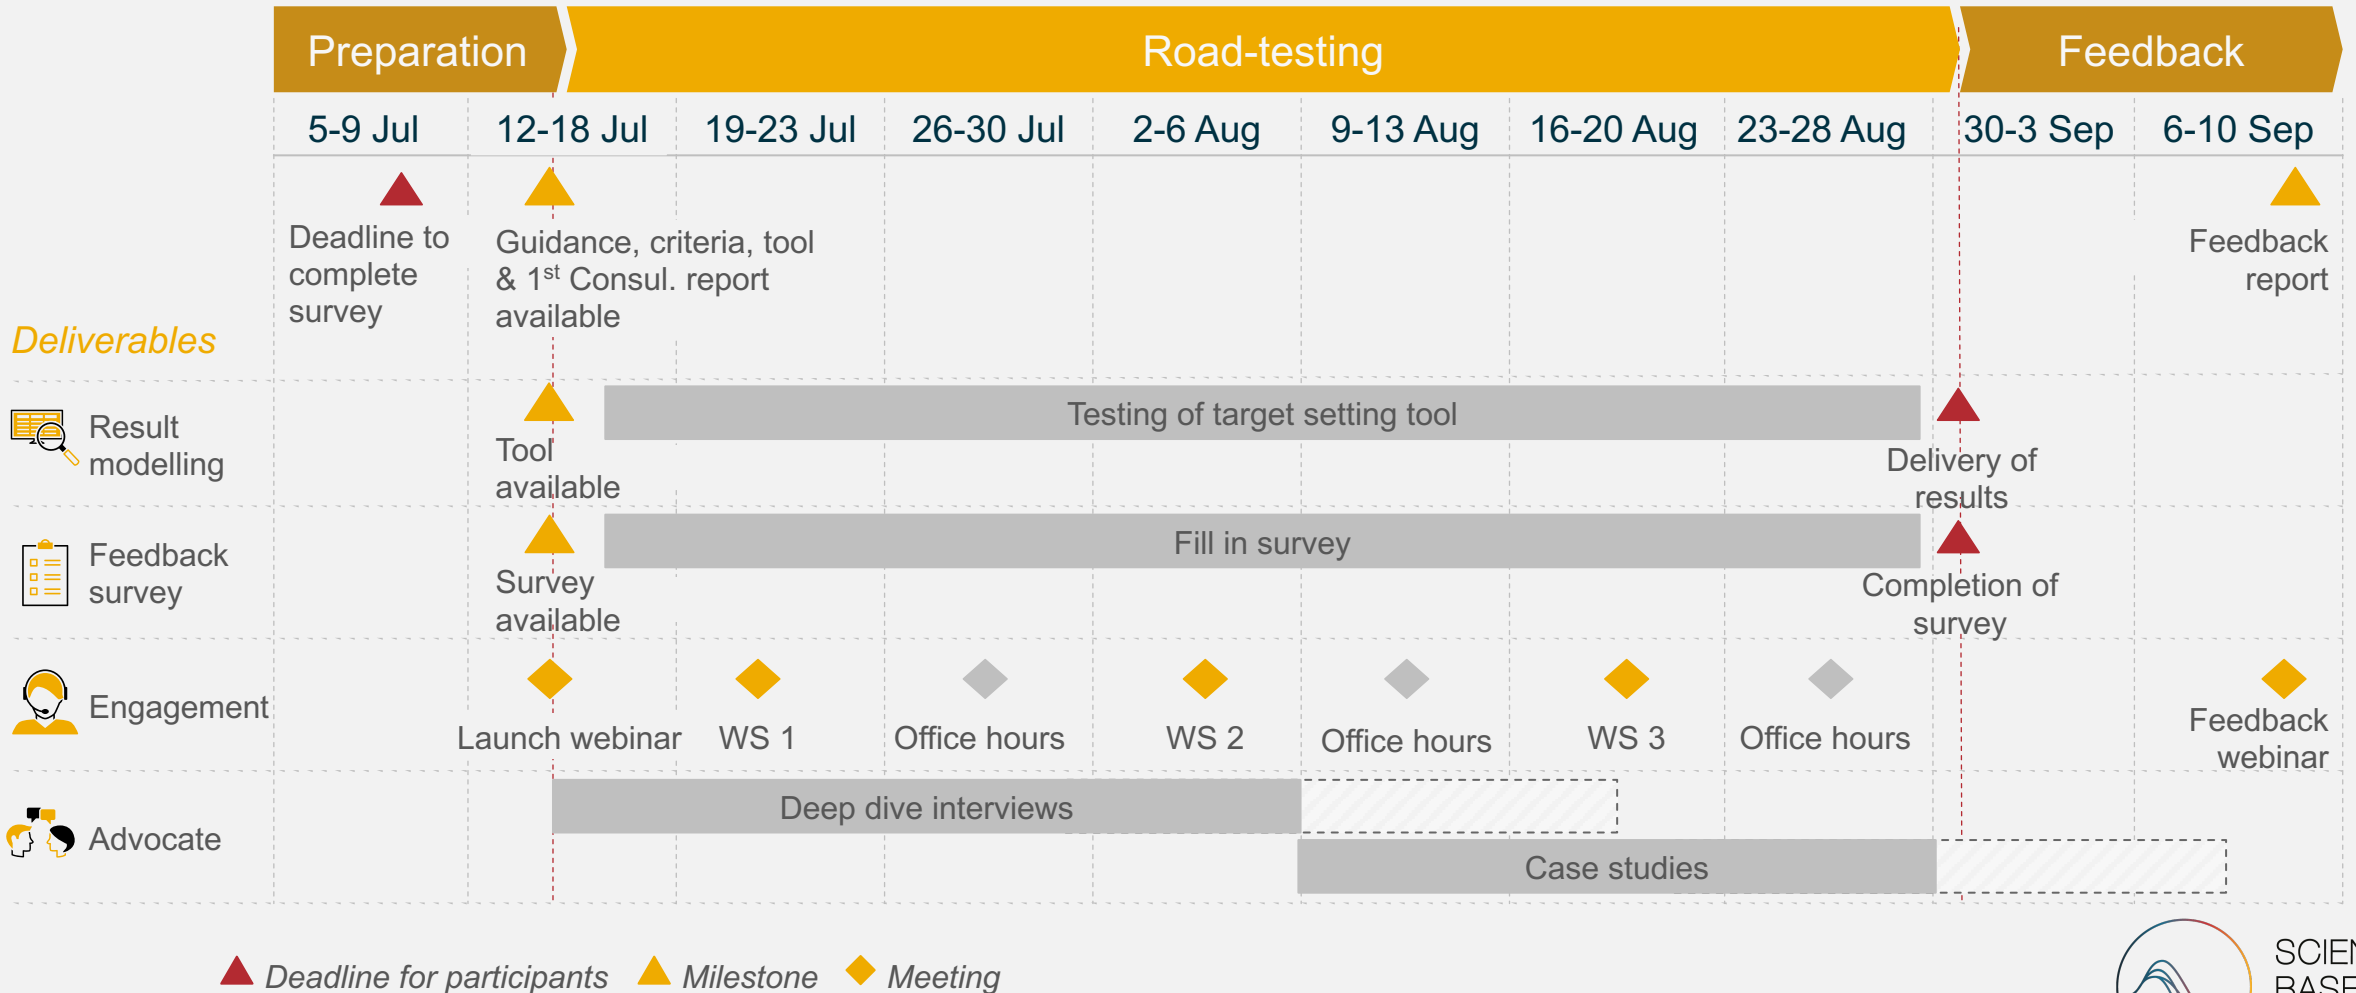 Preparation
Road-testing
Feedback
5-9 Jul
12-18 Jul
19-23 Jul
26-30 Jul
2-6 Aug
9-13 Aug
16-20 Aug
23-28 Aug
30-3 Sep
6-10 Sep
Deadline to
complete
survey
Guidance, criteria, tool
& 1st Consul. report
available
Feedback
report
Deliverables
Result
modelling
Tool
available
Testing of target setting tool
Delivery of
results
Feedback
survey
Survey
available
Fill in survey
Completion of
survey
Engagement
Launch webinar
WS 1
Office hours
WS 2
Office hours
WS 3
Office hours
Feedback
webinar
Advocate
Deep dive interviews
Case studies
Deadline for participants
Milestone
Meeting